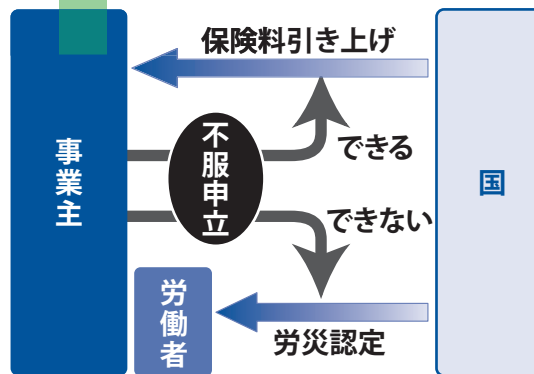 保険料引き上げ
事業主
不服申立
できる
国
できない
労働者
労災認定